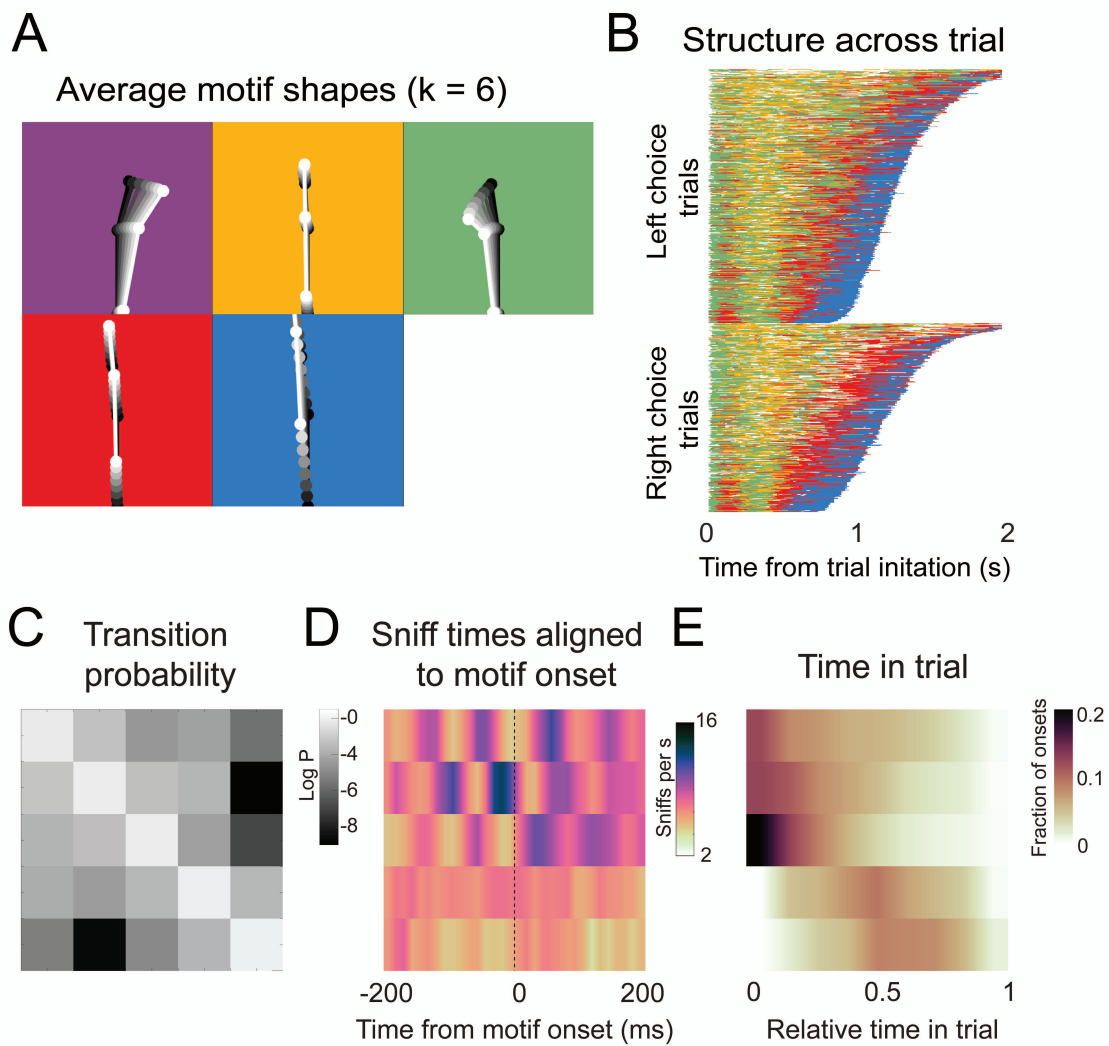 A
Average motif shapes (k = 6)
B
Structure across trial
Left choice
trials
Right choice
trials
0 1 2
Time from trial initation (s)
C
Transition
probability
-0
-4
-6
-8
Log P
D
Sniff times aligned
to motif onset
16
2
Sniffs per s
-200 0 200
Time from motif onset (ms)
E
Time in trial
0.2
0.1
0
Fraction of onsets
0 0.5 1
Relative time in trial